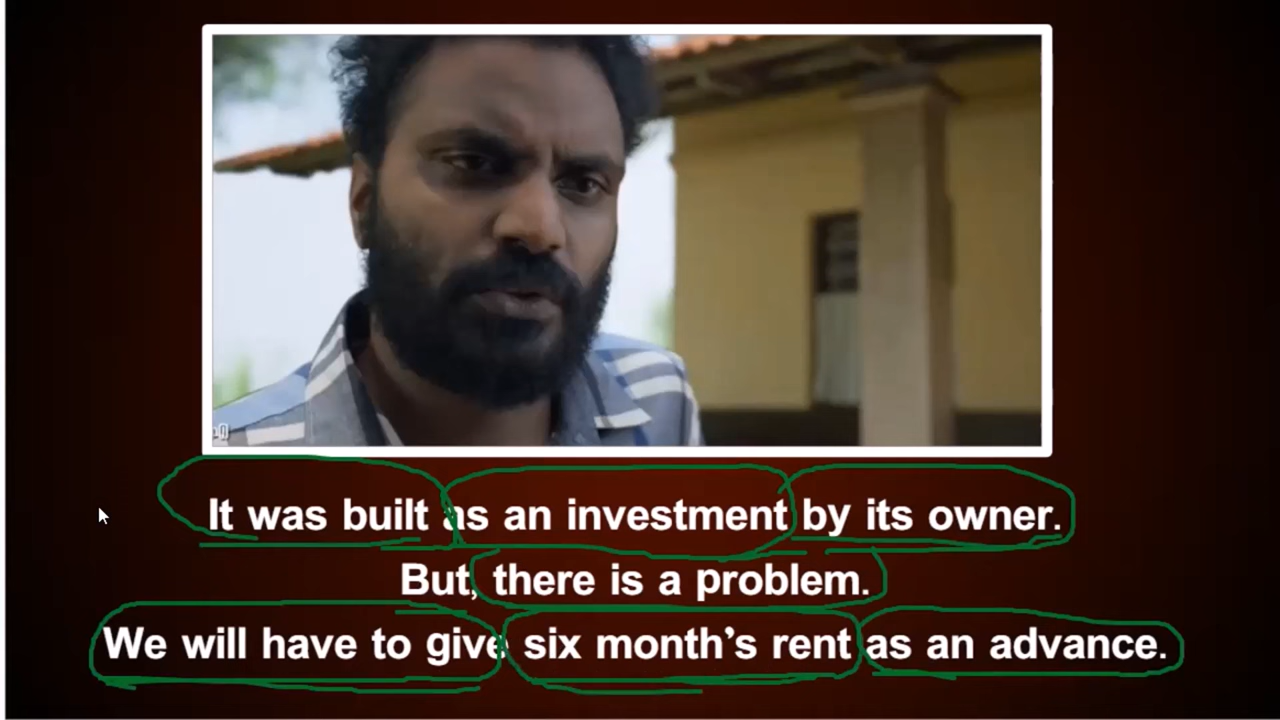 It was built as an investment by its owner.
But, there is a problem.
We will have to give six month’s rent as an advance.